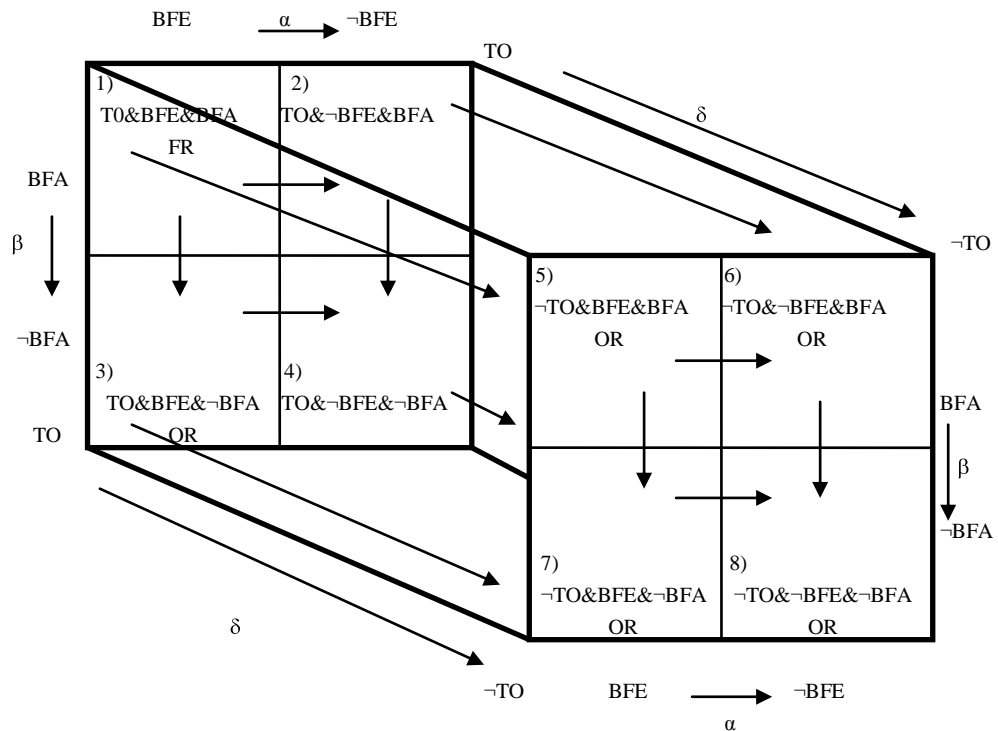 BFE α ¬BFE
TO
δ
1) 2)
T0&BFE&BFA TO&¬BFE&BFA
FR
BFA
β
¬TO
5) 6)
¬TO&BFE&BFA ¬TO&¬BFE&BFA
OR OR
¬BFA
3) 4)
TO&BFE&¬BFA TO&¬BFE&¬BFA
BFA
TO
OR
β
¬BFA
7) 8)
¬TO&BFE&¬BFA ¬TO&¬BFE&¬BFA
OR OR
δ
¬TO BFE ¬BFE
α